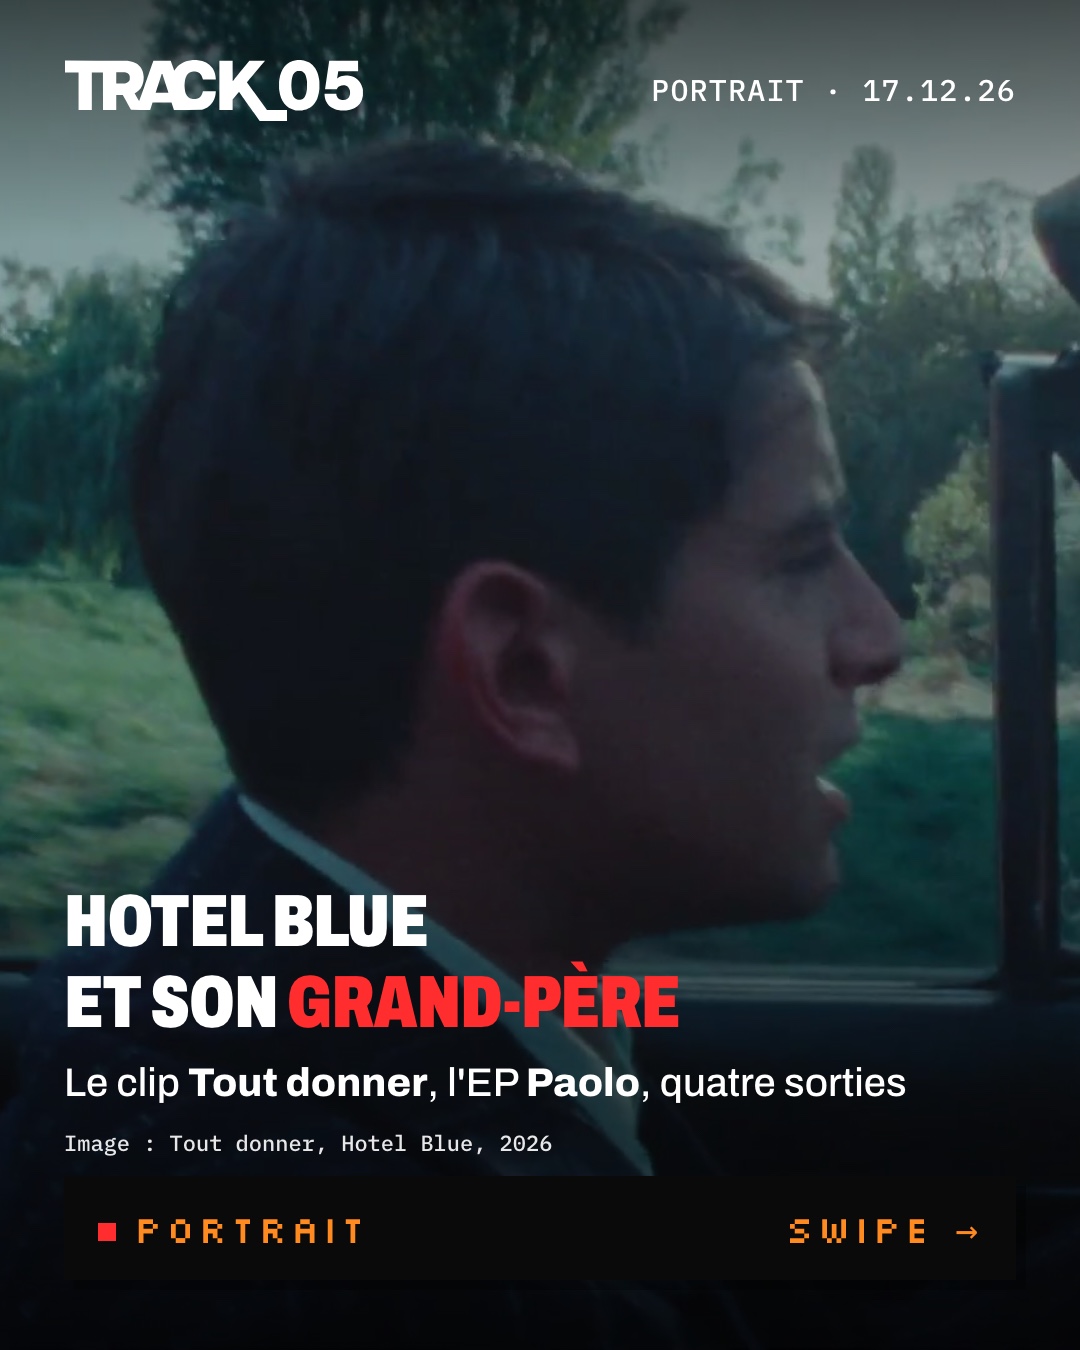 TRACK_05
PORTRAIT · 17.12.26
HOTEL BLUE
ET SON GRAND-PÈRE
Le clip Tout donner, l'EP Paolo, quatre sorties
Image : Tout donner, Hotel Blue, 2026
PORTRAIT
SWIPE →